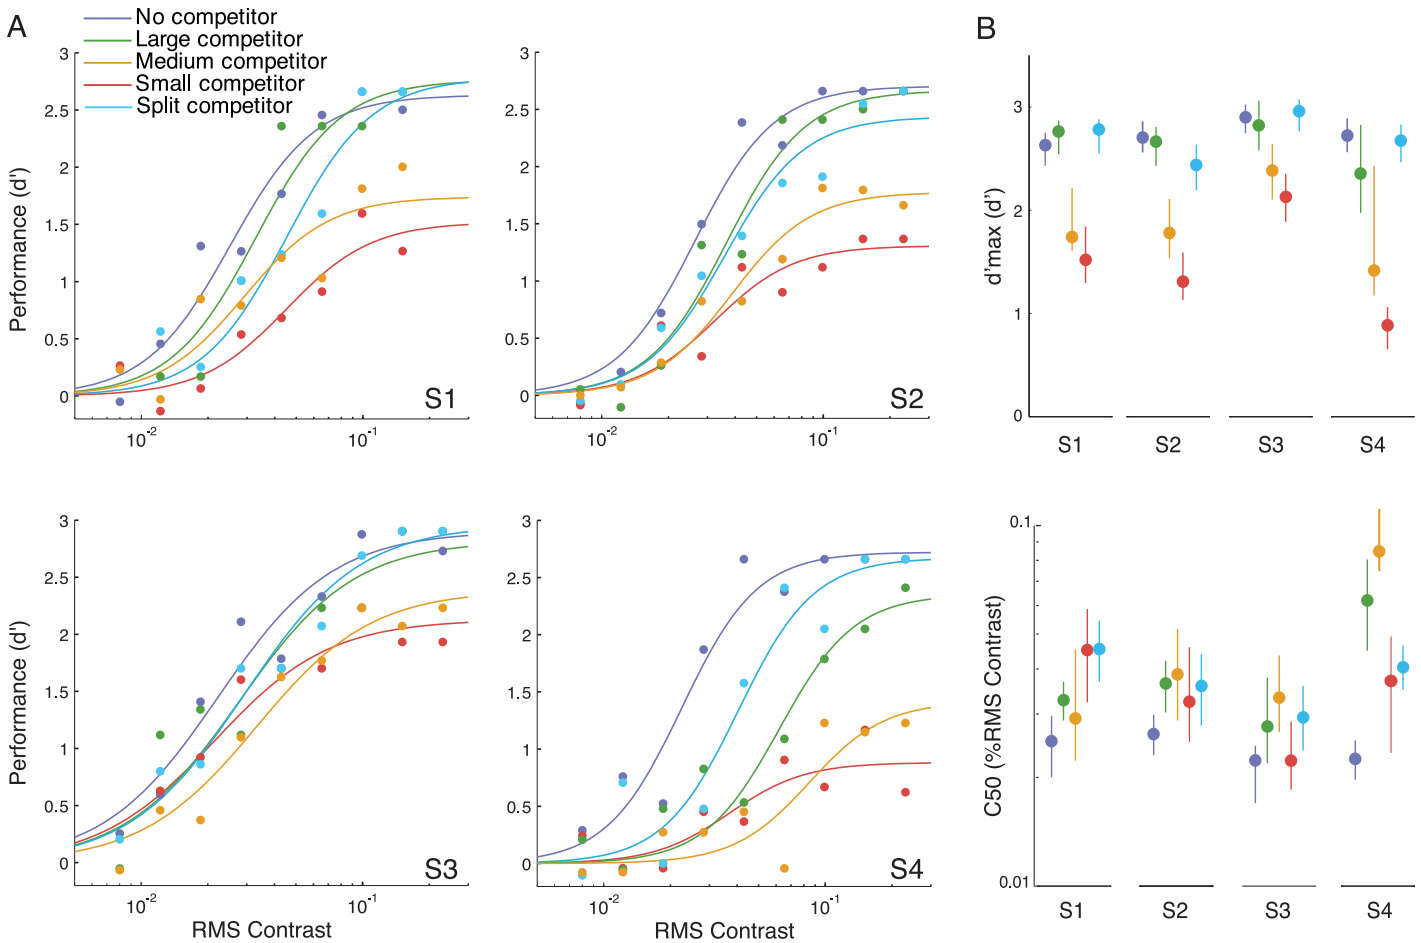 A
No competitor
Large competitor
Medium competitor
Small competitor
Split competitor
Performance (d')
3
2.5
2
1.5
1
0.5
0
10-2
10-1
S1
3
2.5
2
1.5
1
0.5
0
10-2
10-1
S2
B
d'max (d')
3
2
1
0
S1
S2
S3
S4
Performance (d')
3
2.5
2
1.5
1
0.5
0
10-2
10-1
S3
RMS Contrast
3
2.5
2
1.5
1
0.5
0
10-2
10-1
S4
RMS Contrast
C50 (%RMS Contrast)
0.1
0.01
S1
S2
S3
S4